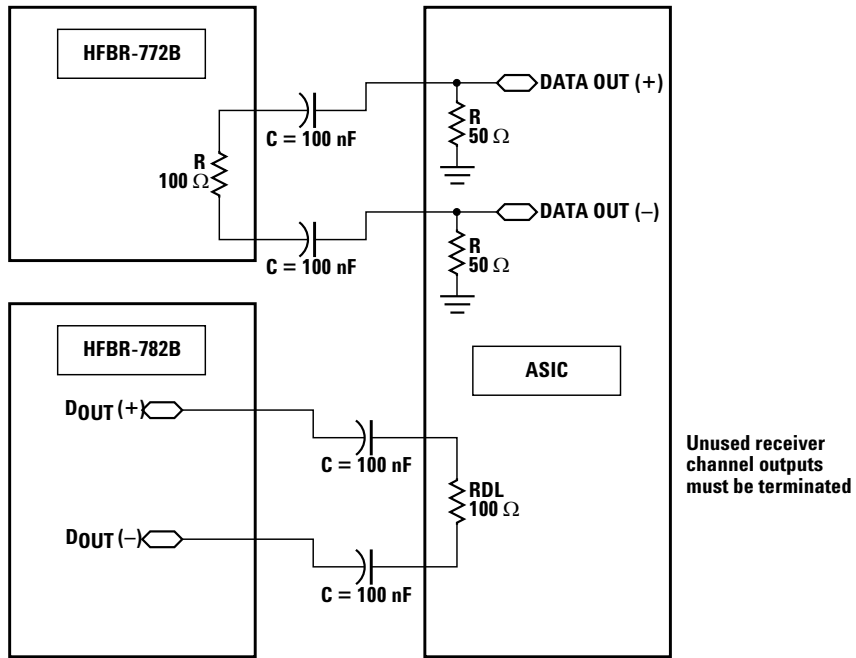 HFBR-772B
DATA OUT (+)
R
50 Ω
C = 100 nF
R
100 Ω
DATA OUT (–)
R
50 Ω
C = 100 nF
HFBR-782B
ASIC
DOUT (+)
C = 100 nF
RDL
100 Ω
Unused receiver
channel outputs
must be terminated
DOUT (–)
C = 100 nF